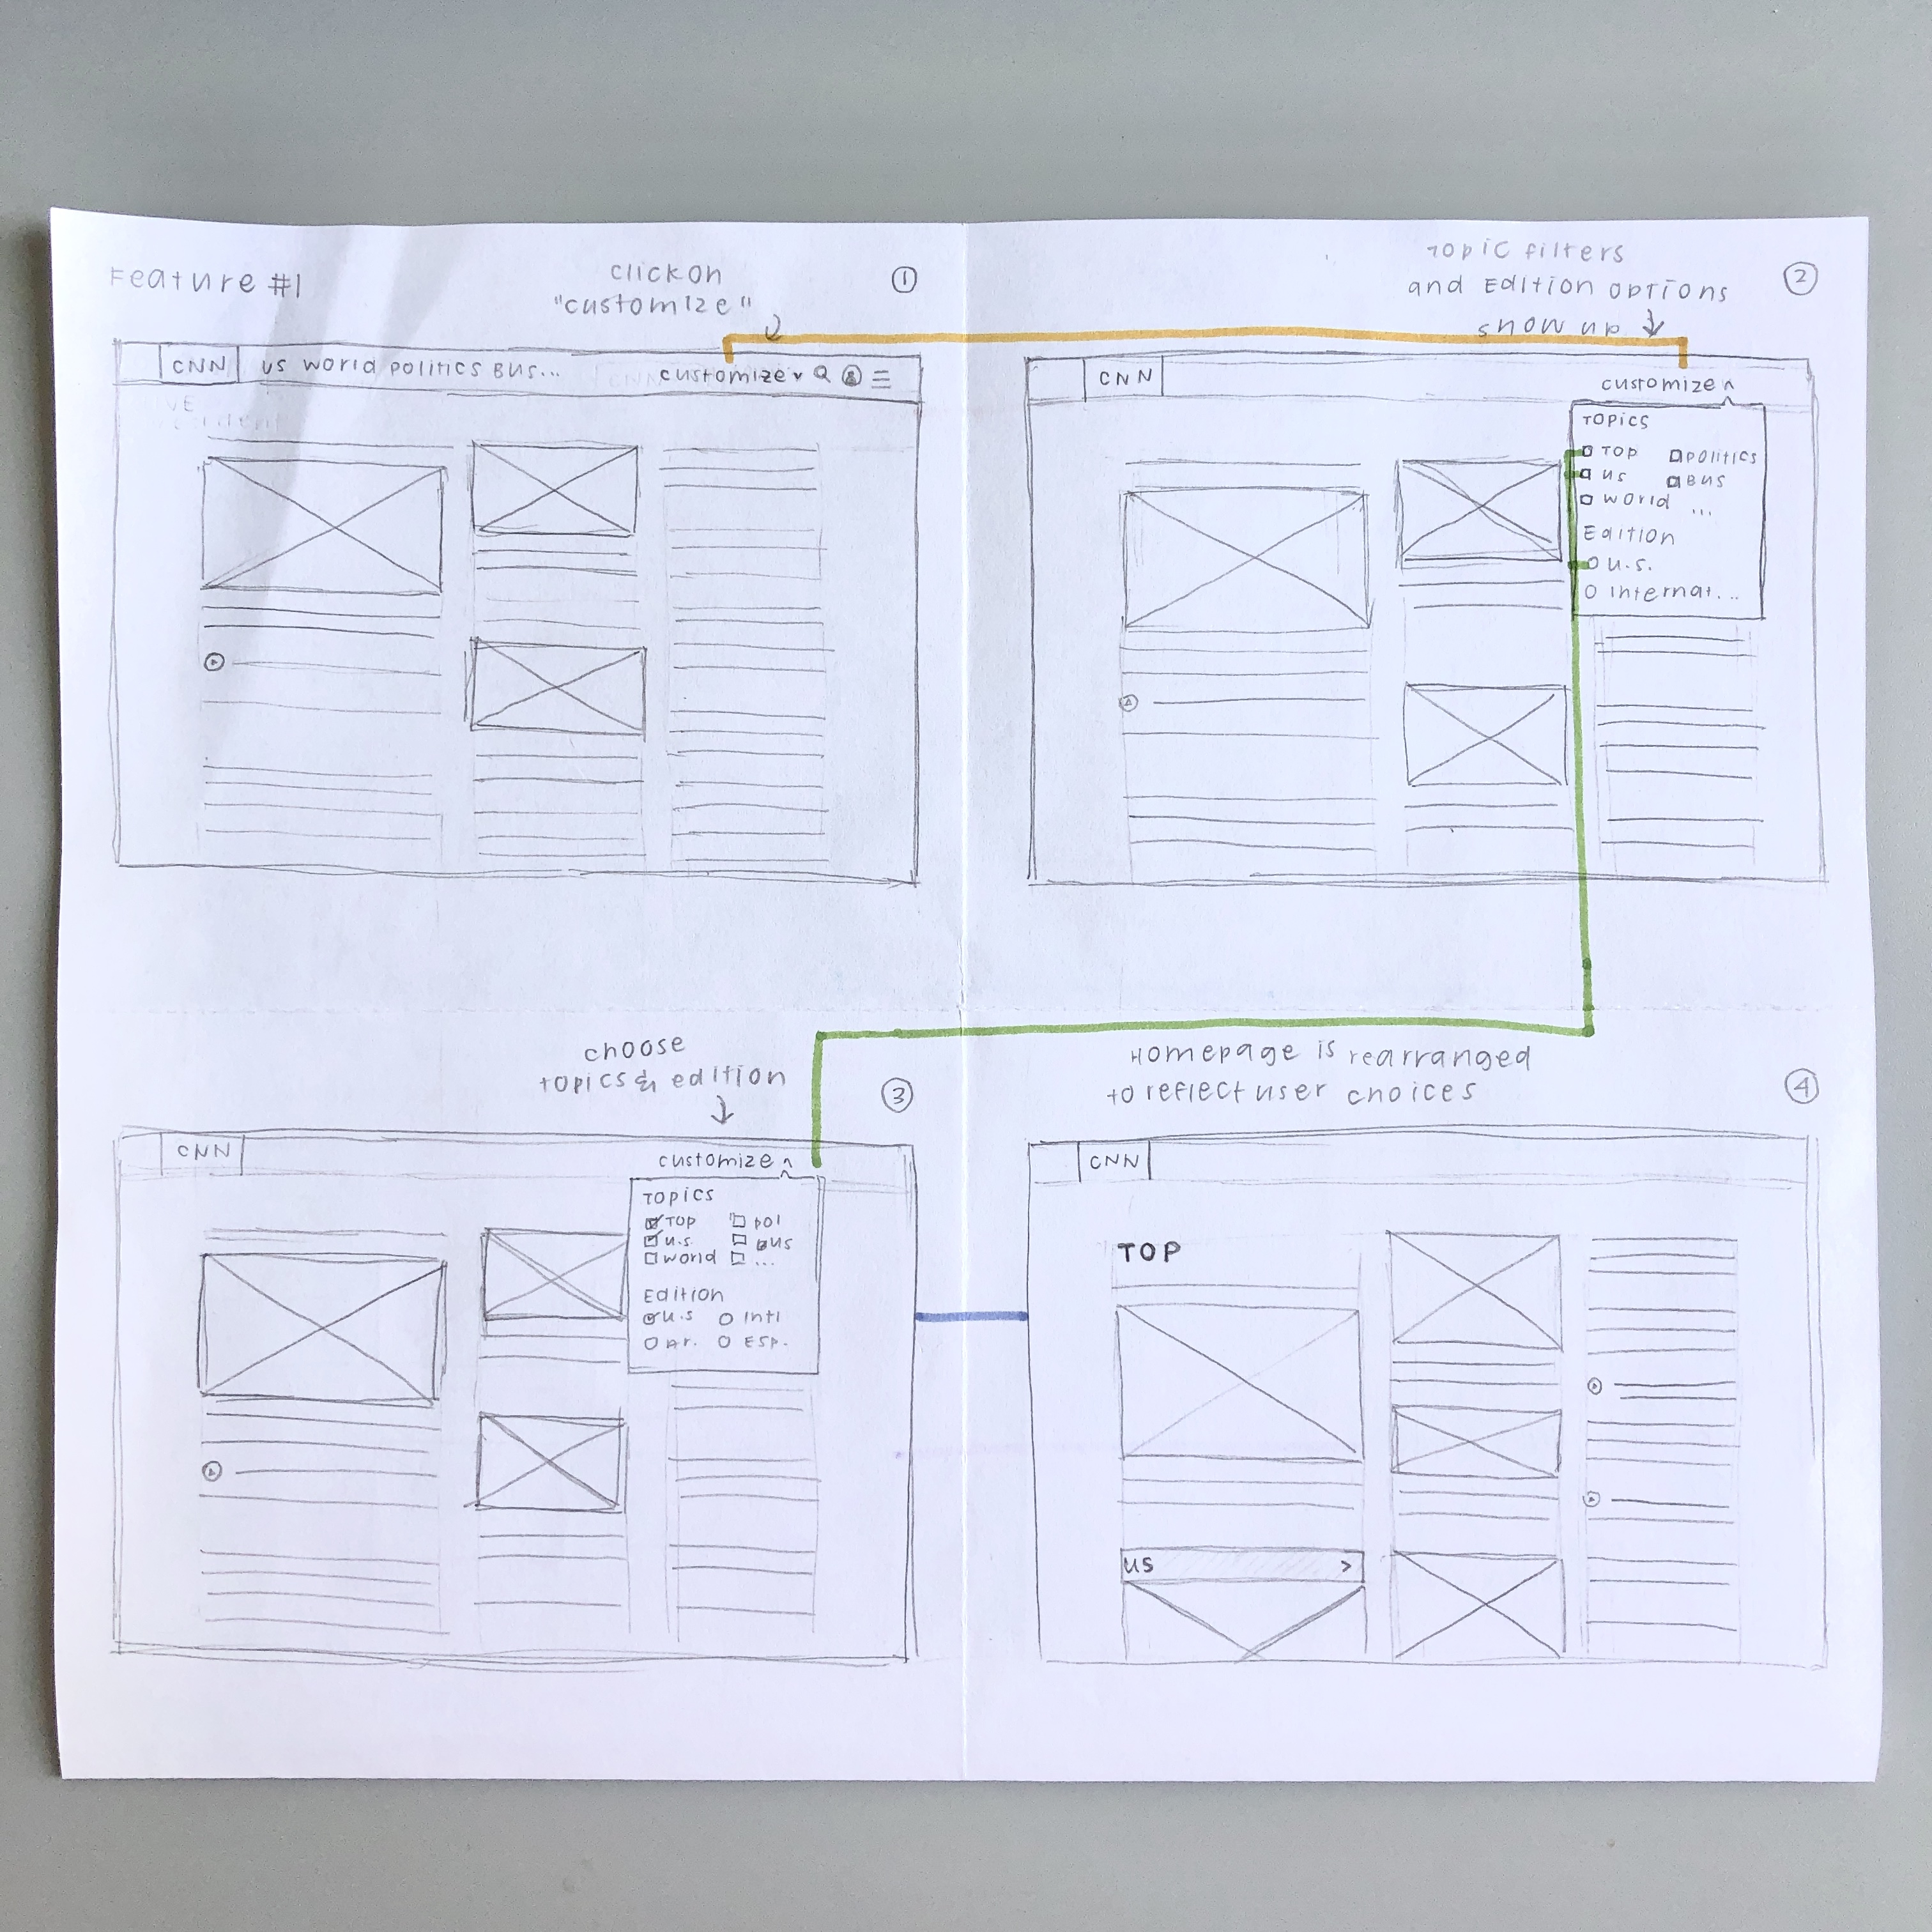 Feature #1
click on
"customize"
1
CNN
us world politics Bus...
customize
Topic filters
and Edition options
show up
2
CNN
customize
Topics
Top
politics
us
Bus
world
...
Edition
u.s.
Internat...
choose
topics & edition
3
CNN
customize
Topics
Top
pol
u.s.
Bus
world
...
Edition
u.s
Intl
Ar.
Esp.
Homepage is rearranged
to reflect user choices
4
CNN
TOP
us >